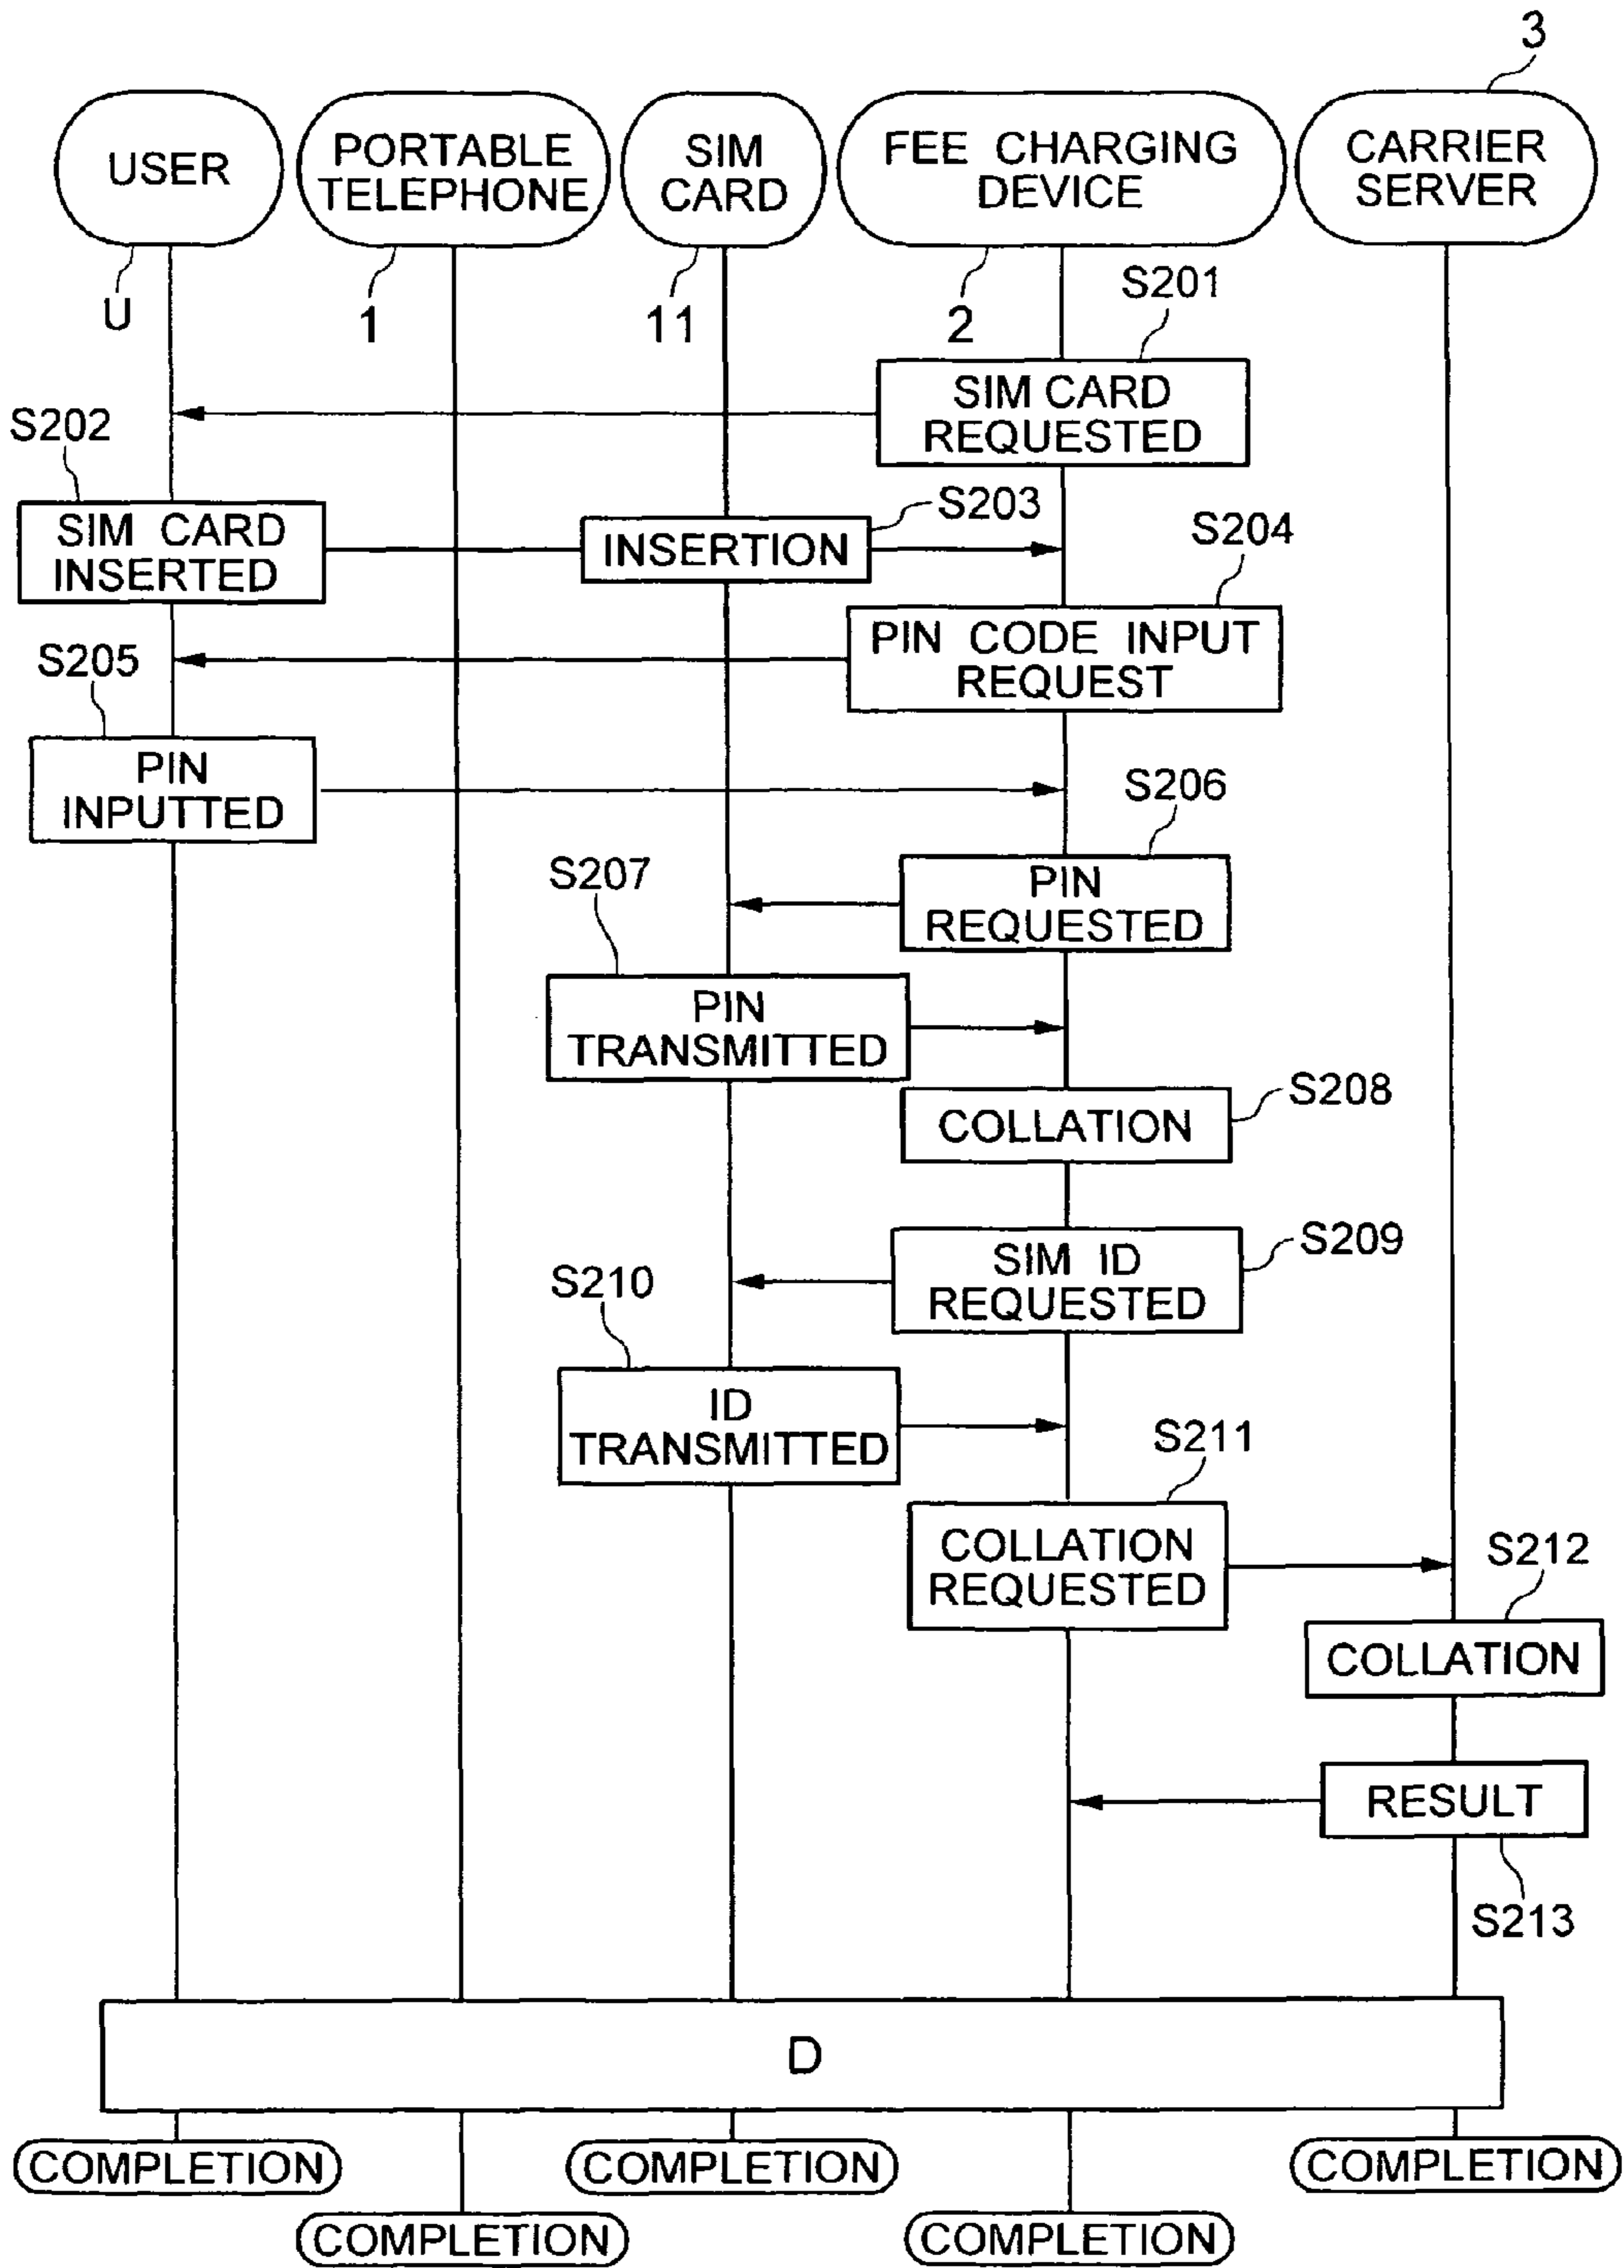 3
USER
PORTABLE
TELEPHONE
SIM
CARD
FEE CHARGING
DEVICE
CARRIER
SERVER
U
1
11
2
S201
SIM CARD
REQUESTED
S202
SIM CARD
INSERTED
S203
INSERTION
S204
PIN CODE INPUT
REQUEST
S205
PIN
INPUTTED
S206
PIN
REQUESTED
S207
PIN
TRANSMITTED
S208
COLLATION
S209
SIM ID
REQUESTED
S210
ID
TRANSMITTED
S211
COLLATION
REQUESTED
S212
COLLATION
RESULT
S213
D
COMPLETION
COMPLETION
COMPLETION
COMPLETION
COMPLETION